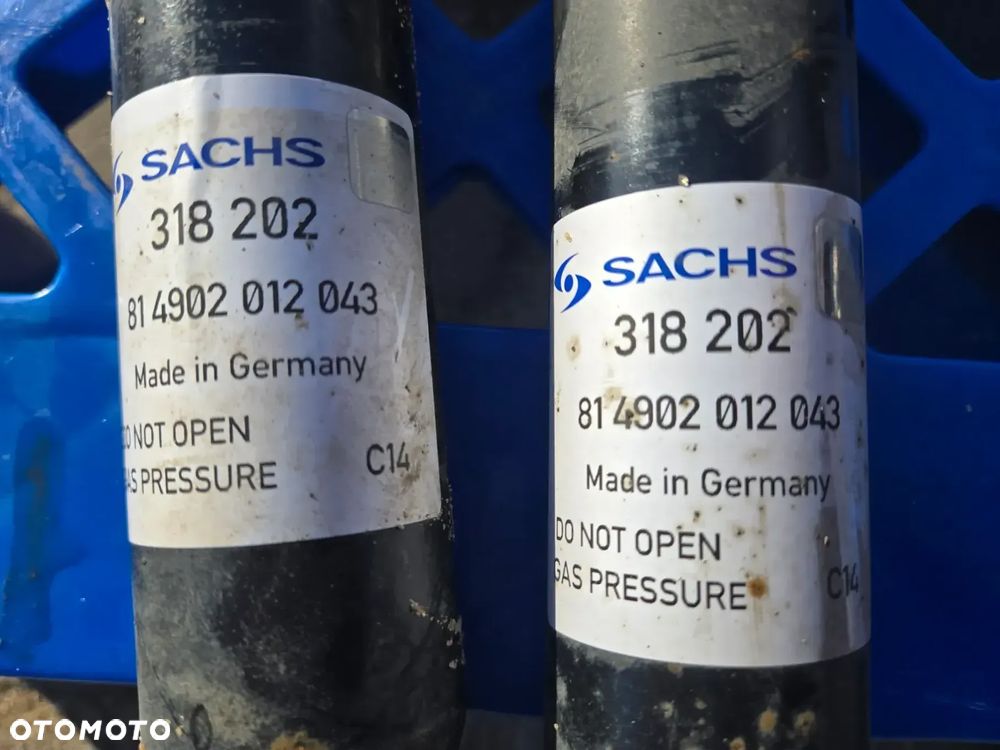 SACHS
318 202
81 4902 012 043
Made in Germany
DO NOT OPEN
GAS PRESSURE
C14
SACHS
318 202
81 4902 012 043
Made in Germany
DO NOT OPEN
GAS PRESSURE
C14
OTOMOTO